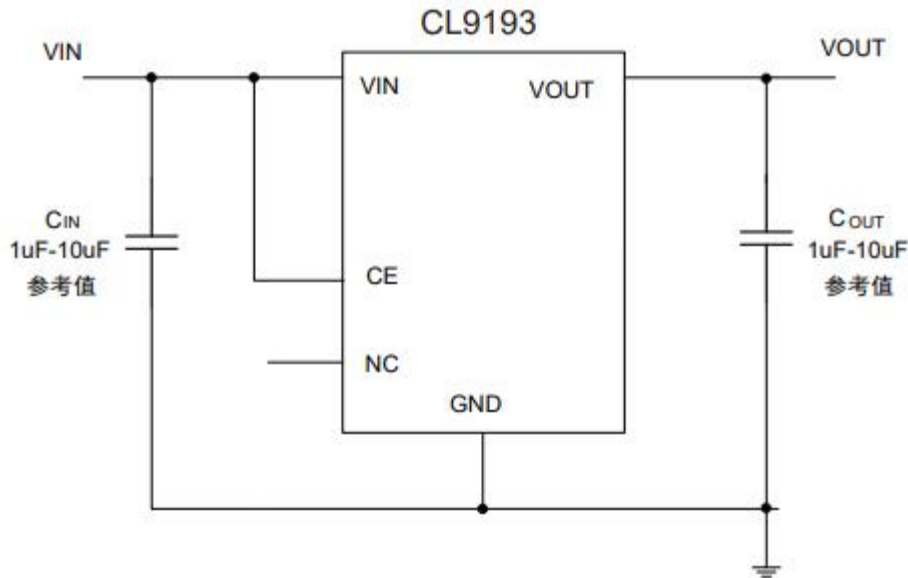 CL9193
VIN
VOUT
VIN
VOUT
CIN
1uF-10uF
参考值
COUT
1uF-10uF
参考值
CE
NC
GND